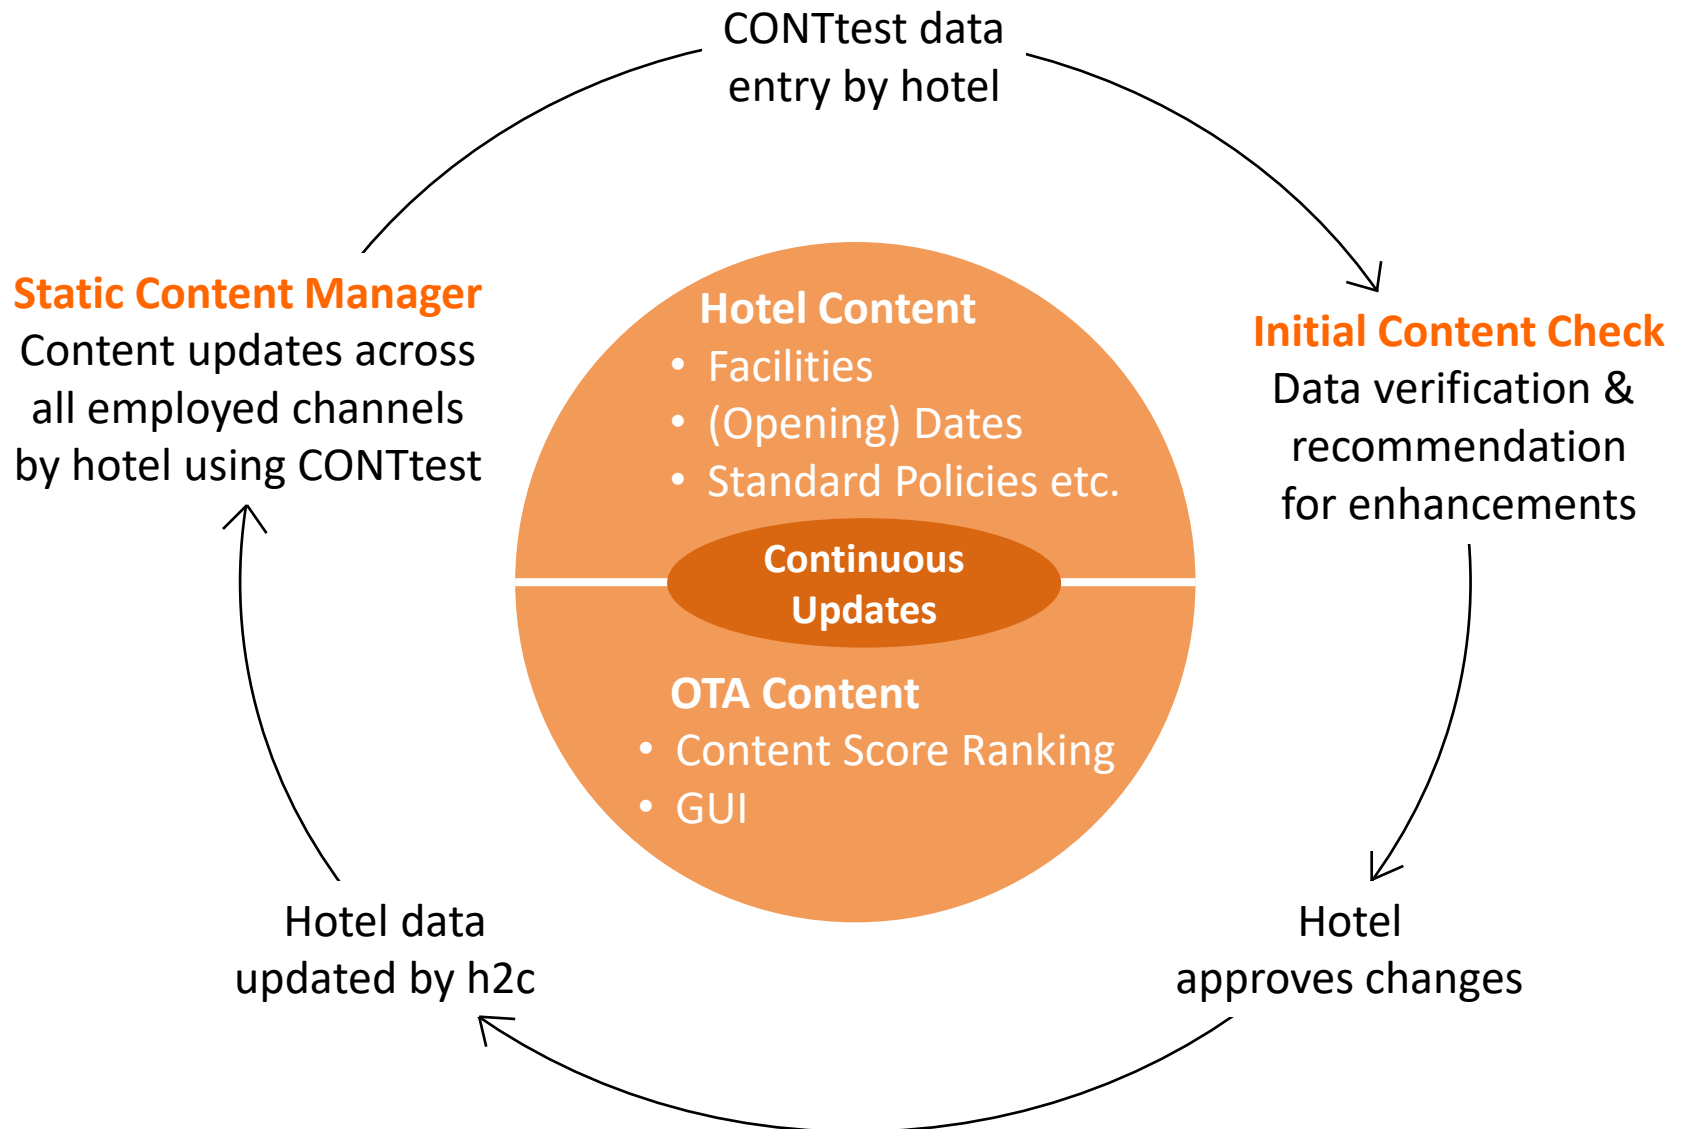 CONTtest data
entry by hotel
Static Content Manager
Content updates across
all employed channels
by hotel using CONTtest
Hotel Content
• Facilities
• (Opening) Dates
• Standard Policies etc.
Continuous
Updates
OTA Content
• Content Score Ranking
• GUI
Initial Content Check
Data verification &
recommendation
for enhancements
Hotel data
updated by h2c
Hotel
approves changes